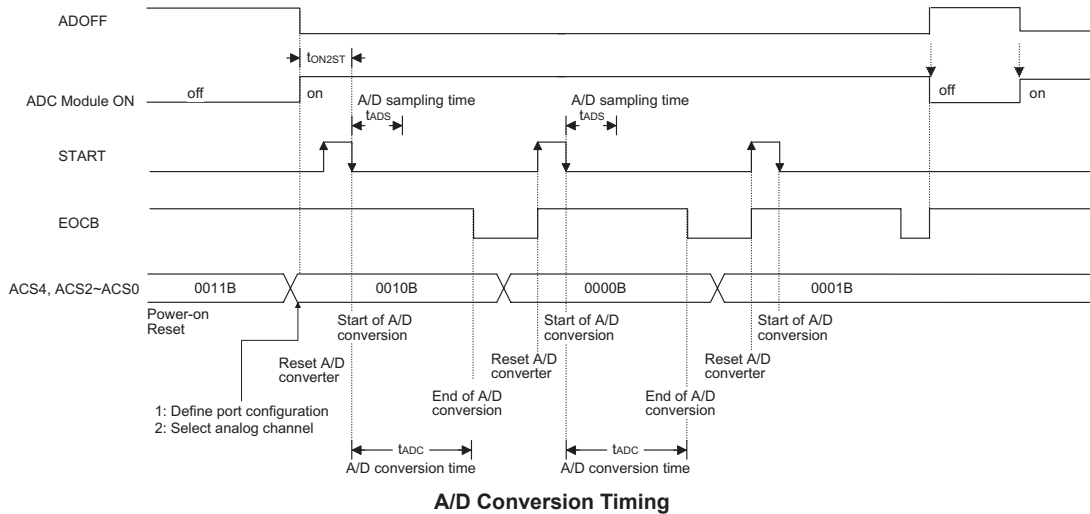 ADOFF
tON2ST
ADC Module ON
off
on
A/D sampling time
tADS
A/D sampling time
tADS
off
on
START
EOCB
ACS4, ACS2~ACS0
0011B
0010B
0000B
0001B
Power-on
Reset
Start of A/D
conversion
Start of A/D
conversion
Start of A/D
conversion
Reset A/D
converter
Reset A/D
converter
Reset A/D
converter
End of A/D
conversion
End of A/D
conversion
1: Define port configuration
2: Select analog channel
tADC
A/D conversion time
tADC
A/D conversion time
A/D Conversion Timing